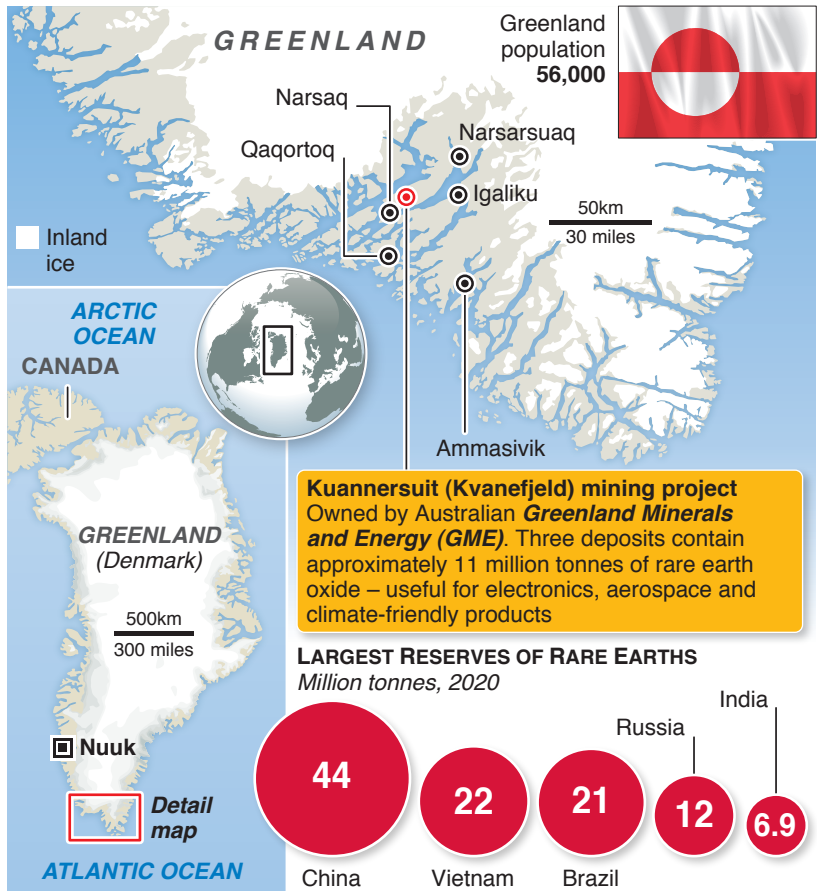 GREENLAND
Greenland
population
56,000
Narsaq
Narsarsuaq
Qaqortoq
Igaliku
50km
30 miles
Inland
ice
Ammasivik
ARCTIC
OCEAN
CANADA
GREENLAND
(Denmark)
500km
300 miles
Nuuk
Detail
map
ATLANTIC OCEAN
Kuannersuit (Kvanefjeld) mining project
Owned by Australian Greenland Minerals
and Energy (GME). Three deposits contain
approximately 11 million tonnes of rare earth
oxide – useful for electronics, aerospace and
climate-friendly products
LARGEST RESERVES OF RARE EARTHS
Million tonnes, 2020
India
Russia
44
22
21
12
6.9
China
Vietnam
Brazil